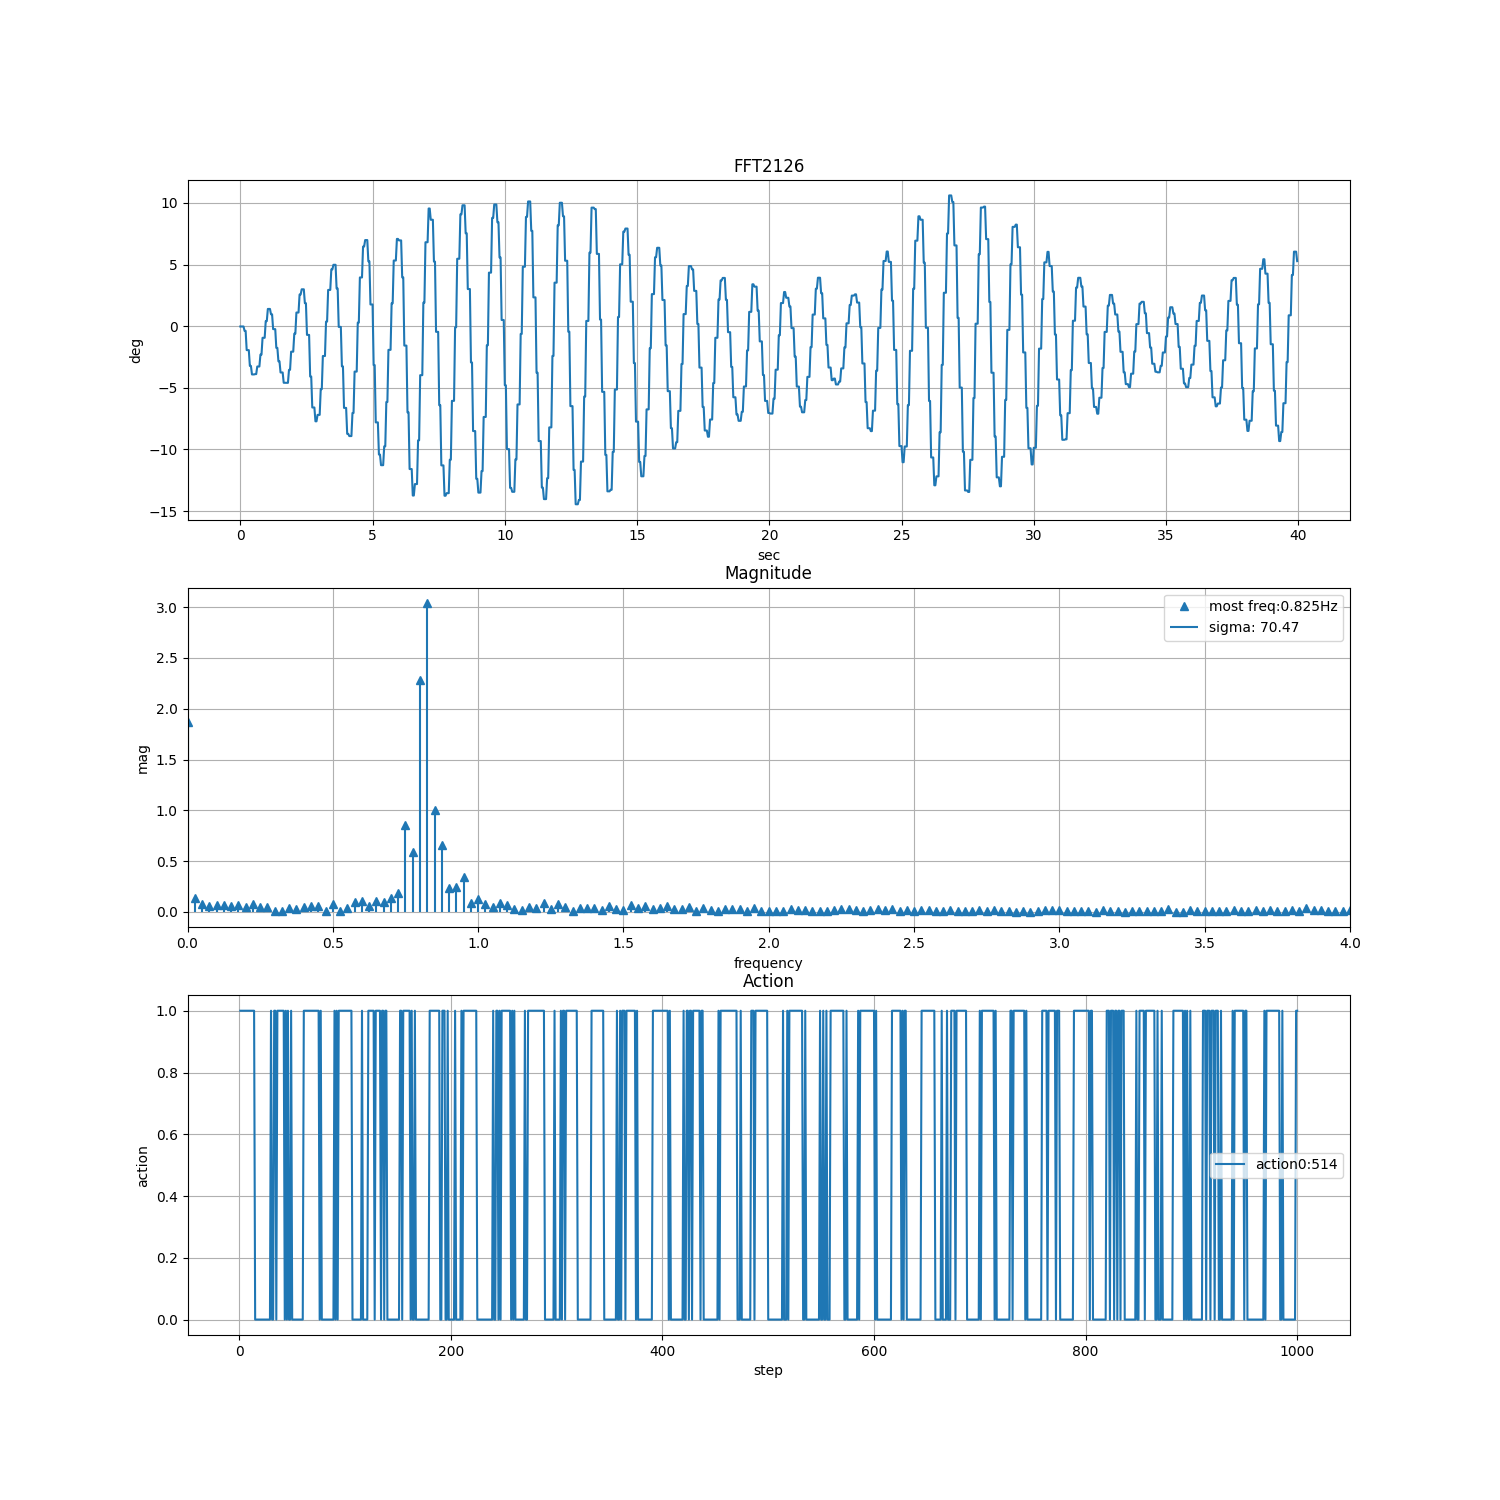 FFT2126
10
5
0
−5
−10
−15
deg
0 5 10 15 20 25 30 35 40
sec
Magnitude
most freq:0.825Hz
sigma: 70.47
3.0
2.5
2.0
1.5
1.0
0.5
0.0
mag
0.0 0.5 1.0 1.5 2.0 2.5 3.0 3.5 4.0
frequency
Action
1.0
0.8
0.6
0.4
0.2
0.0
action
action0:514
0 200 400 600 800 1000
step